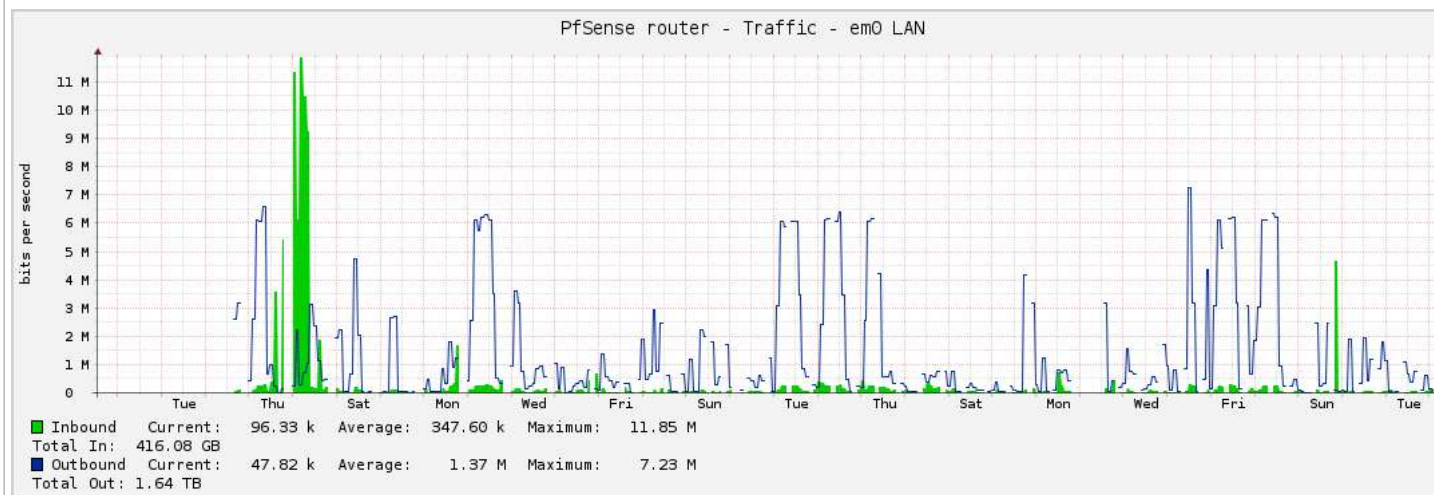 PfSense router - Traffic - em0 LAN
bits per second
11 M
10 M
9 M
8 M
7 M
6 M
5 M
4 M
3 M
2 M
1 M
0
Tue Thu Sat Mon Wed Fri Sun Tue Thu Sat Mon Wed Fri Sun Tue
Inbound Current: 96.33 k Average: 347.60 k Maximum: 11.85 M
Total In: 416.08 GB
Outbound Current: 47.82 k Average: 1.37 M Maximum: 7.23 M
Total Out: 1.64 TB